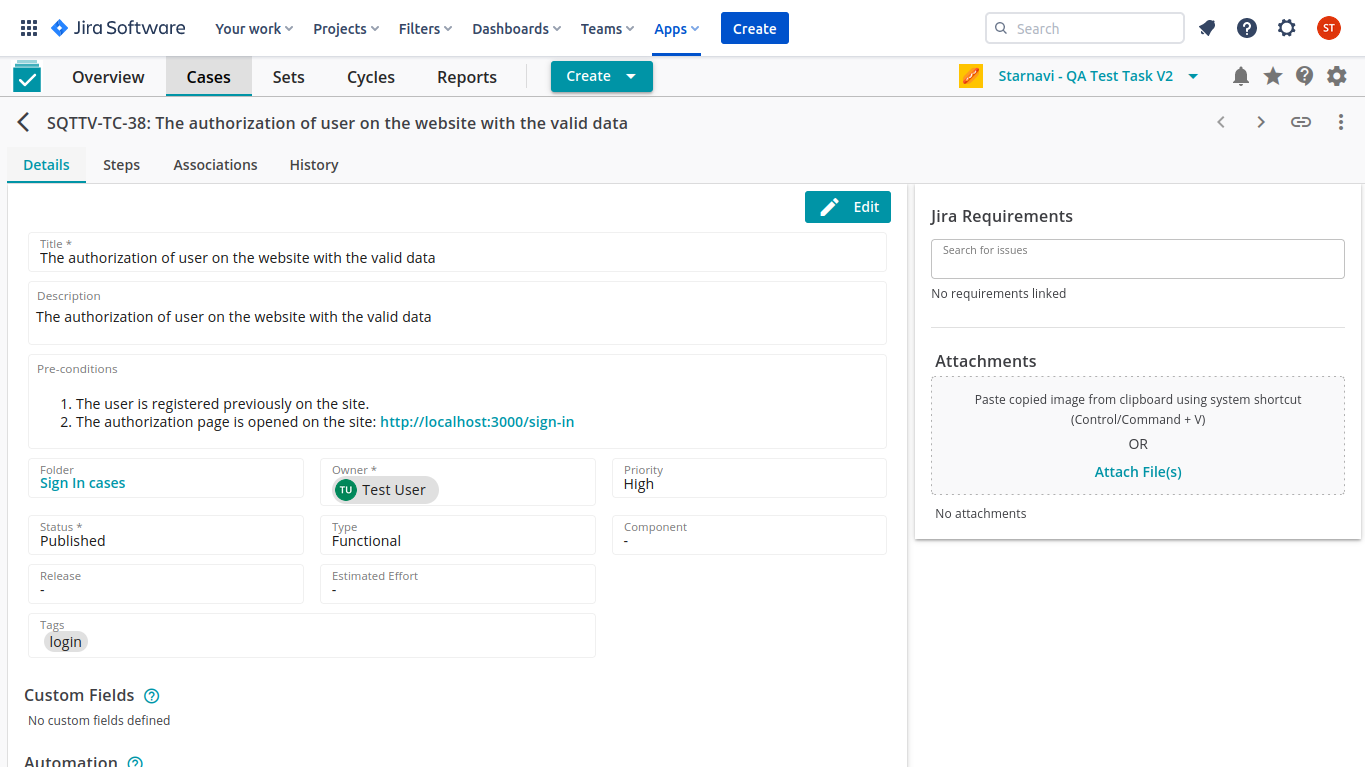 Jira Software
Your work
Projects
Filters
Dashboards
Teams
Apps
Create
Search
ST
Overview
Cases
Sets
Cycles
Reports
Create
Starnavi - QA Test Task V2
SQTTV-TC-38: The authorization of user on the website with the valid data
Details
Steps
Associations
History
Edit
Title *
The authorization of user on the website with the valid data
Description
The authorization of user on the website with the valid data
Pre-conditions
1. The user is registered previously on the site.
2. The authorization page is opened on the site: http://localhost:3000/sign-in
Folder
Sign In cases
Owner *
TU Test User
Priority
High
Status *
Published
Type
Functional
Component
-
Release
-
Estimated Effort
-
Tags
login
Custom Fields
No custom fields defined
Automation
Jira Requirements
Search for issues
No requirements linked
Attachments
Paste copied image from clipboard using system shortcut
(Control/Command + V)
OR
Attach File(s)
No attachments